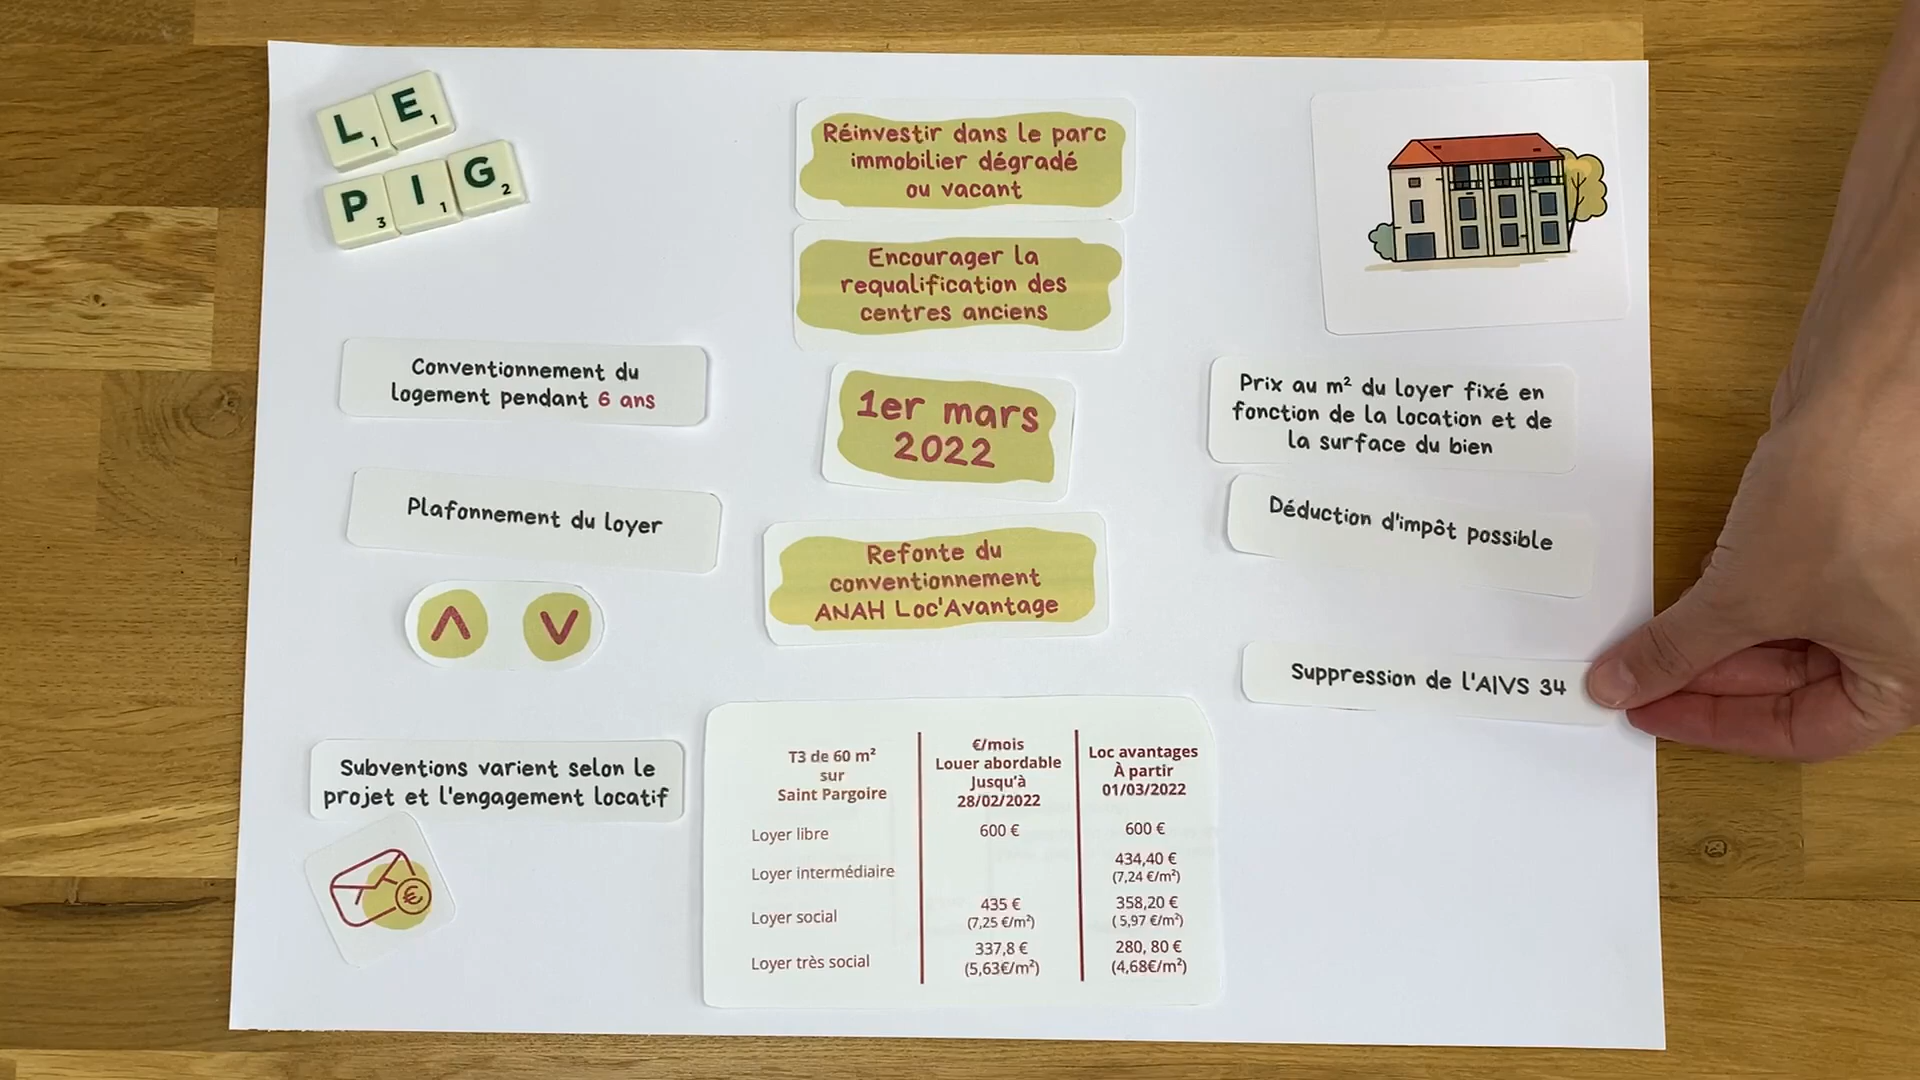 LE
PIG
Réinvestir dans le parc
immobilier dégradé
ou vacant
Encourager la
requalification des
centres anciens
Conventionnement du
logement pendant 6 ans
1er mars
2022
Prix au m² du loyer fixé en
fonction de la location et de
la surface du bien
Plafonnement du loyer
Déduction d'impôt possible
Refonte du
conventionnement
ANAH Loc'Avantage
Suppression de l'AIVS 34
Subventions varient selon le
projet et l'engagement locatif
€
T3 de 60 m²
sur
Saint Pargoire
€/mois
Louer abordable
Jusqu'à
28/02/2022
Loc avantages
À partir
01/03/2022
Loyer libre 600 € 600 €
Loyer intermédiaire 434,40 €
(7,24 €/m²)
Loyer social 435 € 358,20 €
(7,25 €/m²) ( 5,97 €/m²)
Loyer très social 337,8 € 280, 80 €
(5,63€/m²) (4,68€/m²)